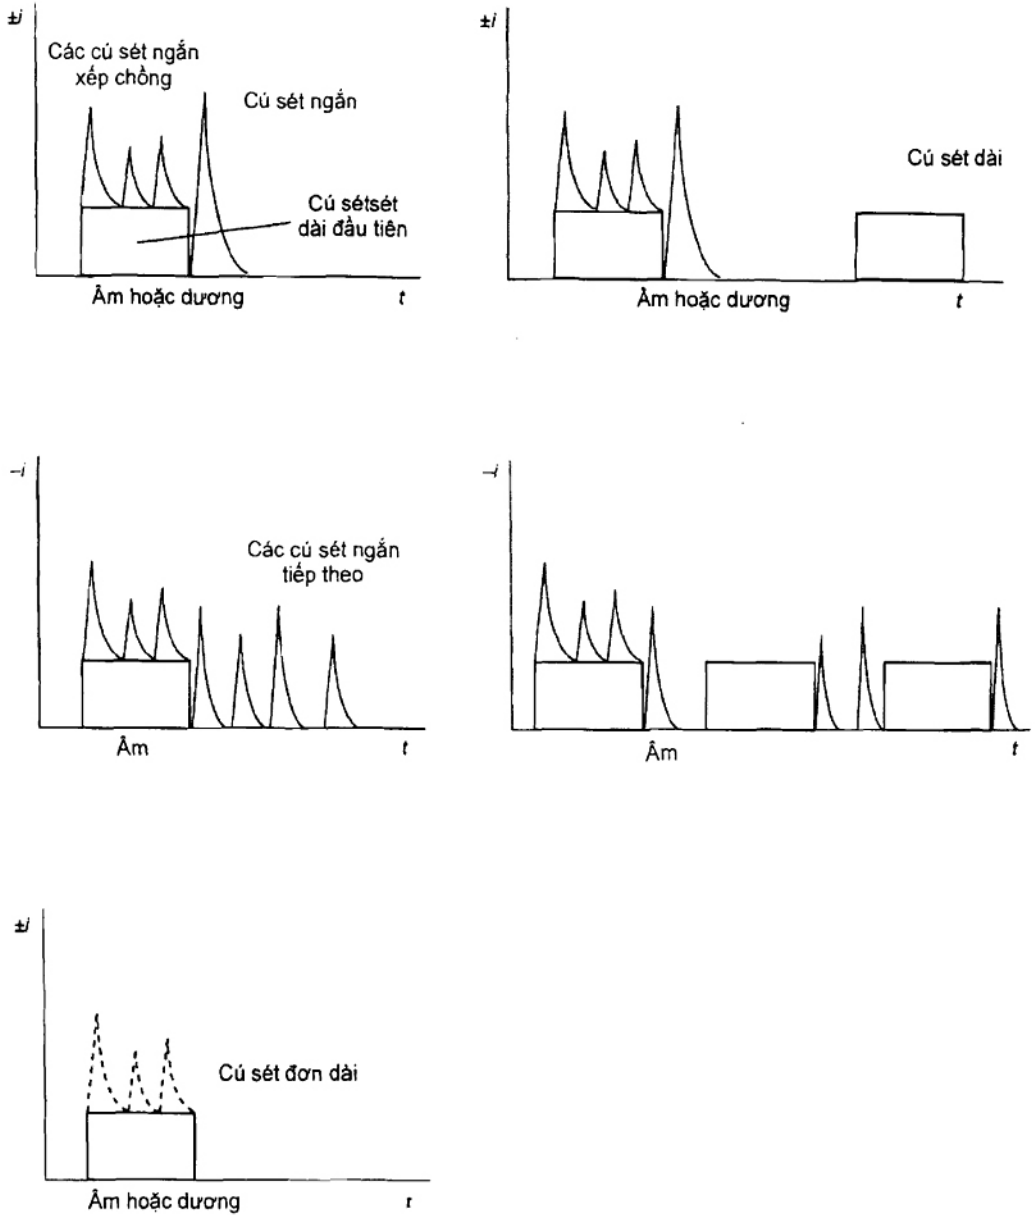 ±i
Các cú sét ngắn
xếp chồng
Cú sét ngắn
Cú sétsét
dài đầu tiên
Âm hoặc dương
t
±i
Cú sét dài
Âm hoặc dương
t
–i
Các cú sét ngắn
tiếp theo
Âm
t
–i
Âm
t
±i
Cú sét đơn dài
Âm hoặc dương
t